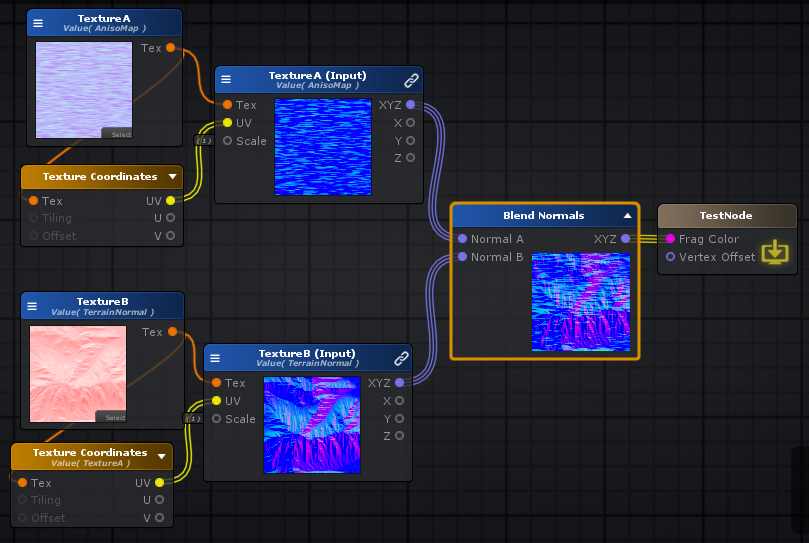 TextureA
Value( AnisoMap )
Tex
Select
TextureA (Input)
Value( AnisoMap )
Tex
UV
(1)
Scale
XYZ
X
Y
Z
Texture Coordinates
Tex
UV
Tiling
U
Offset
V
Blend Normals
Normal A
XYZ
Normal B
TestNode
Frag Color
Vertex Offset
TextureB
Value( TerrainNormal )
Tex
Select
TextureB (Input)
Value( TerrainNormal )
Tex
UV
(1)
Scale
XYZ
X
Y
Z
Texture Coordinates
Value( TextureA )
Tex
UV
Tiling
U
Offset
V